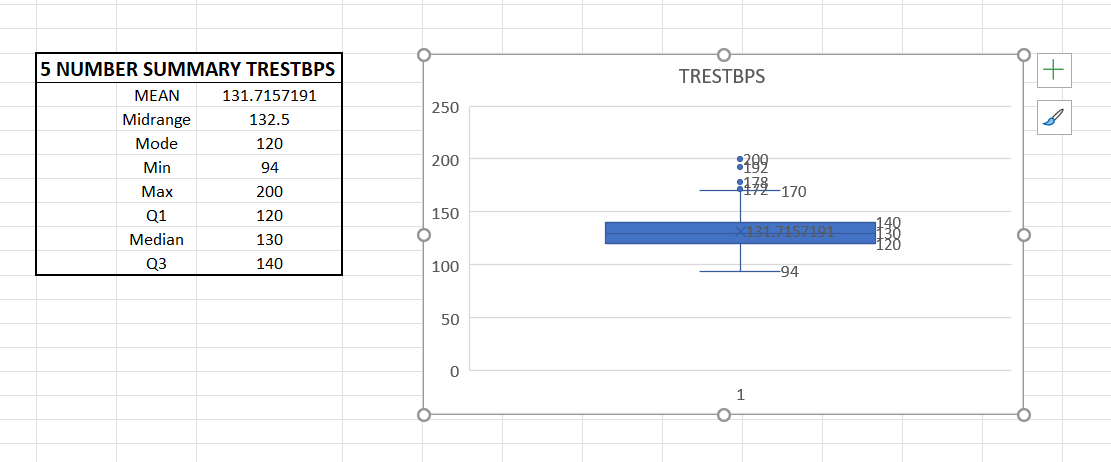 5 NUMBER SUMMARY TRESTBPS
MEAN 131.7157191
Midrange 132.5
Mode 120
Min 94
Max 200
Q1 120
Median 130
Q3 140
TRESTBPS
250
200
150
100
50
0
200
192
178
172
170
140
131.7157191
130
120
94
1